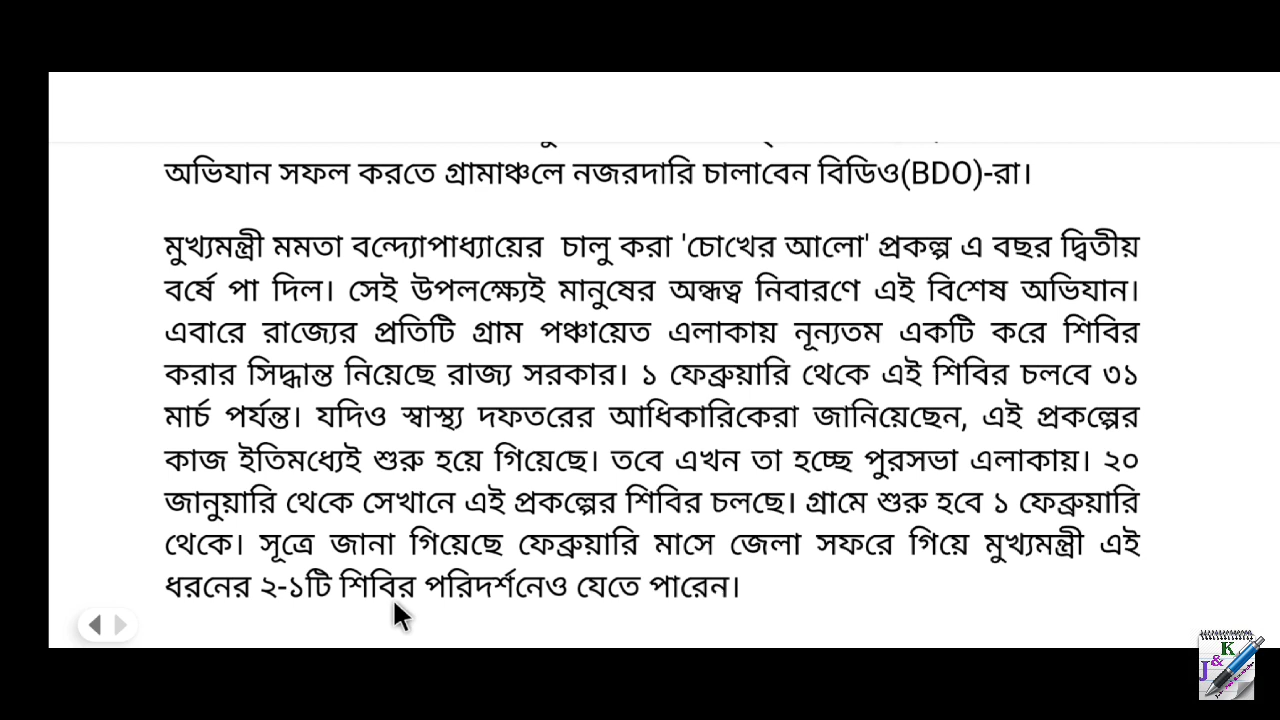 অভিযান সফল করতে গ্রামাঞ্চলে নজরদারি চালাবেন বিডিও(BDO)-রা।
মুখ্যমন্ত্রী মমতা বন্দ্যোপাধ্যায়ের চালু করা 'চোখের আলো' প্রকল্প এ বছর দ্বিতীয়
বর্ষে পা দিল। সেই উপলক্ষ্যেই মানুষের অন্ধত্ব নিবারণে এই বিশেষ অভিযান।
এবারে রাজ্যের প্রতিটি গ্রাম পঞ্চায়েত এলাকায় নূন্যতম একটি করে শিবির
করার সিদ্ধান্ত নিয়েছে রাজ্য সরকার। ১ ফেব্রুয়ারি থেকে এই শিবির চলবে ৩১
মার্চ পর্যন্ত। যদিও স্বাস্থ্য দফতরের আধিকারিকেরা জানিয়েছেন, এই প্রকল্পের
কাজ ইতিমধ্যেই শুরু হয়ে গিয়েছে। তবে এখন তা হচ্ছে পুরসভা এলাকায়। ২০
জানুয়ারি থেকে সেখানে এই প্রকল্পের শিবির চলছে। গ্রামে শুরু হবে ১ ফেব্রুয়ারি
থেকে। সূত্রে জানা গিয়েছে ফেব্রুয়ারি মাসে জেলা সফরে গিয়ে মুখ্যমন্ত্রী এই
ধরনের ২-১টি শিবির পরিদর্শনেও যেতে পারেন।
J & K